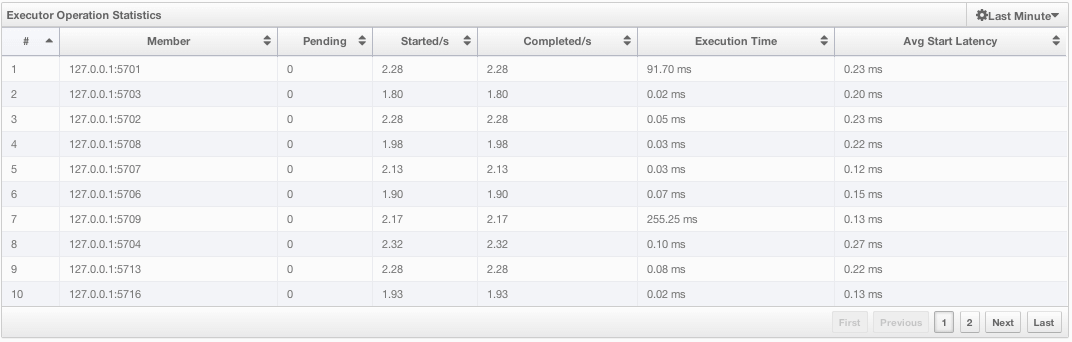 Executor Operation Statistics Last Minute
# Member Pending Started/s Completed/s Execution Time Avg Start Latency
1 127.0.0.1:5701 0 2.28 2.28 91.70 ms 0.23 ms
2 127.0.0.1:5703 0 1.80 1.80 0.02 ms 0.20 ms
3 127.0.0.1:5702 0 2.28 2.28 0.05 ms 0.23 ms
4 127.0.0.1:5708 0 1.98 1.98 0.03 ms 0.22 ms
5 127.0.0.1:5707 0 2.13 2.13 0.03 ms 0.12 ms
6 127.0.0.1:5706 0 1.90 1.90 0.07 ms 0.15 ms
7 127.0.0.1:5709 0 2.17 2.17 255.25 ms 0.13 ms
8 127.0.0.1:5704 0 2.32 2.32 0.10 ms 0.27 ms
9 127.0.0.1:5713 0 2.28 2.28 0.08 ms 0.22 ms
10 127.0.0.1:5716 0 1.93 1.93 0.02 ms 0.13 ms
First Previous 1 2 Next Last